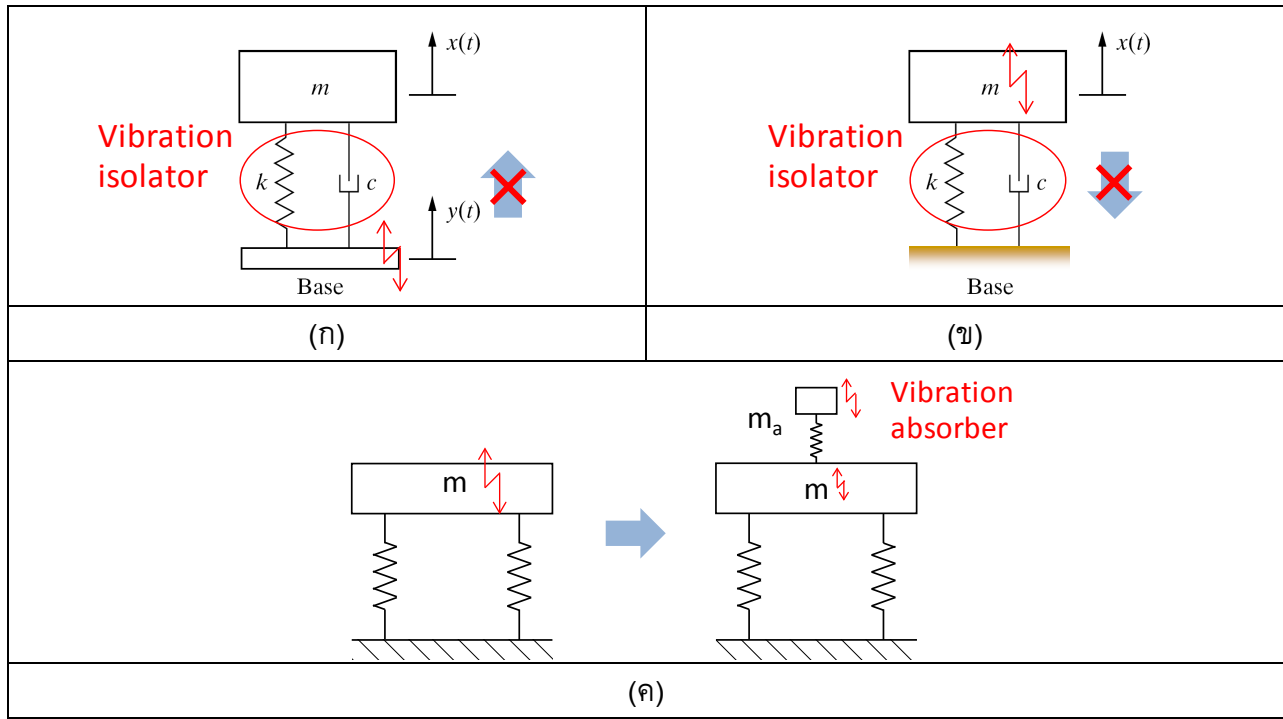 x(t)
m
Vibration
isolator
k
c
y(t)
Base
(ก)
x(t)
m
Vibration
isolator
k
c
Base
(ข)
m
m
a
Vibration
absorber
m
(ค)